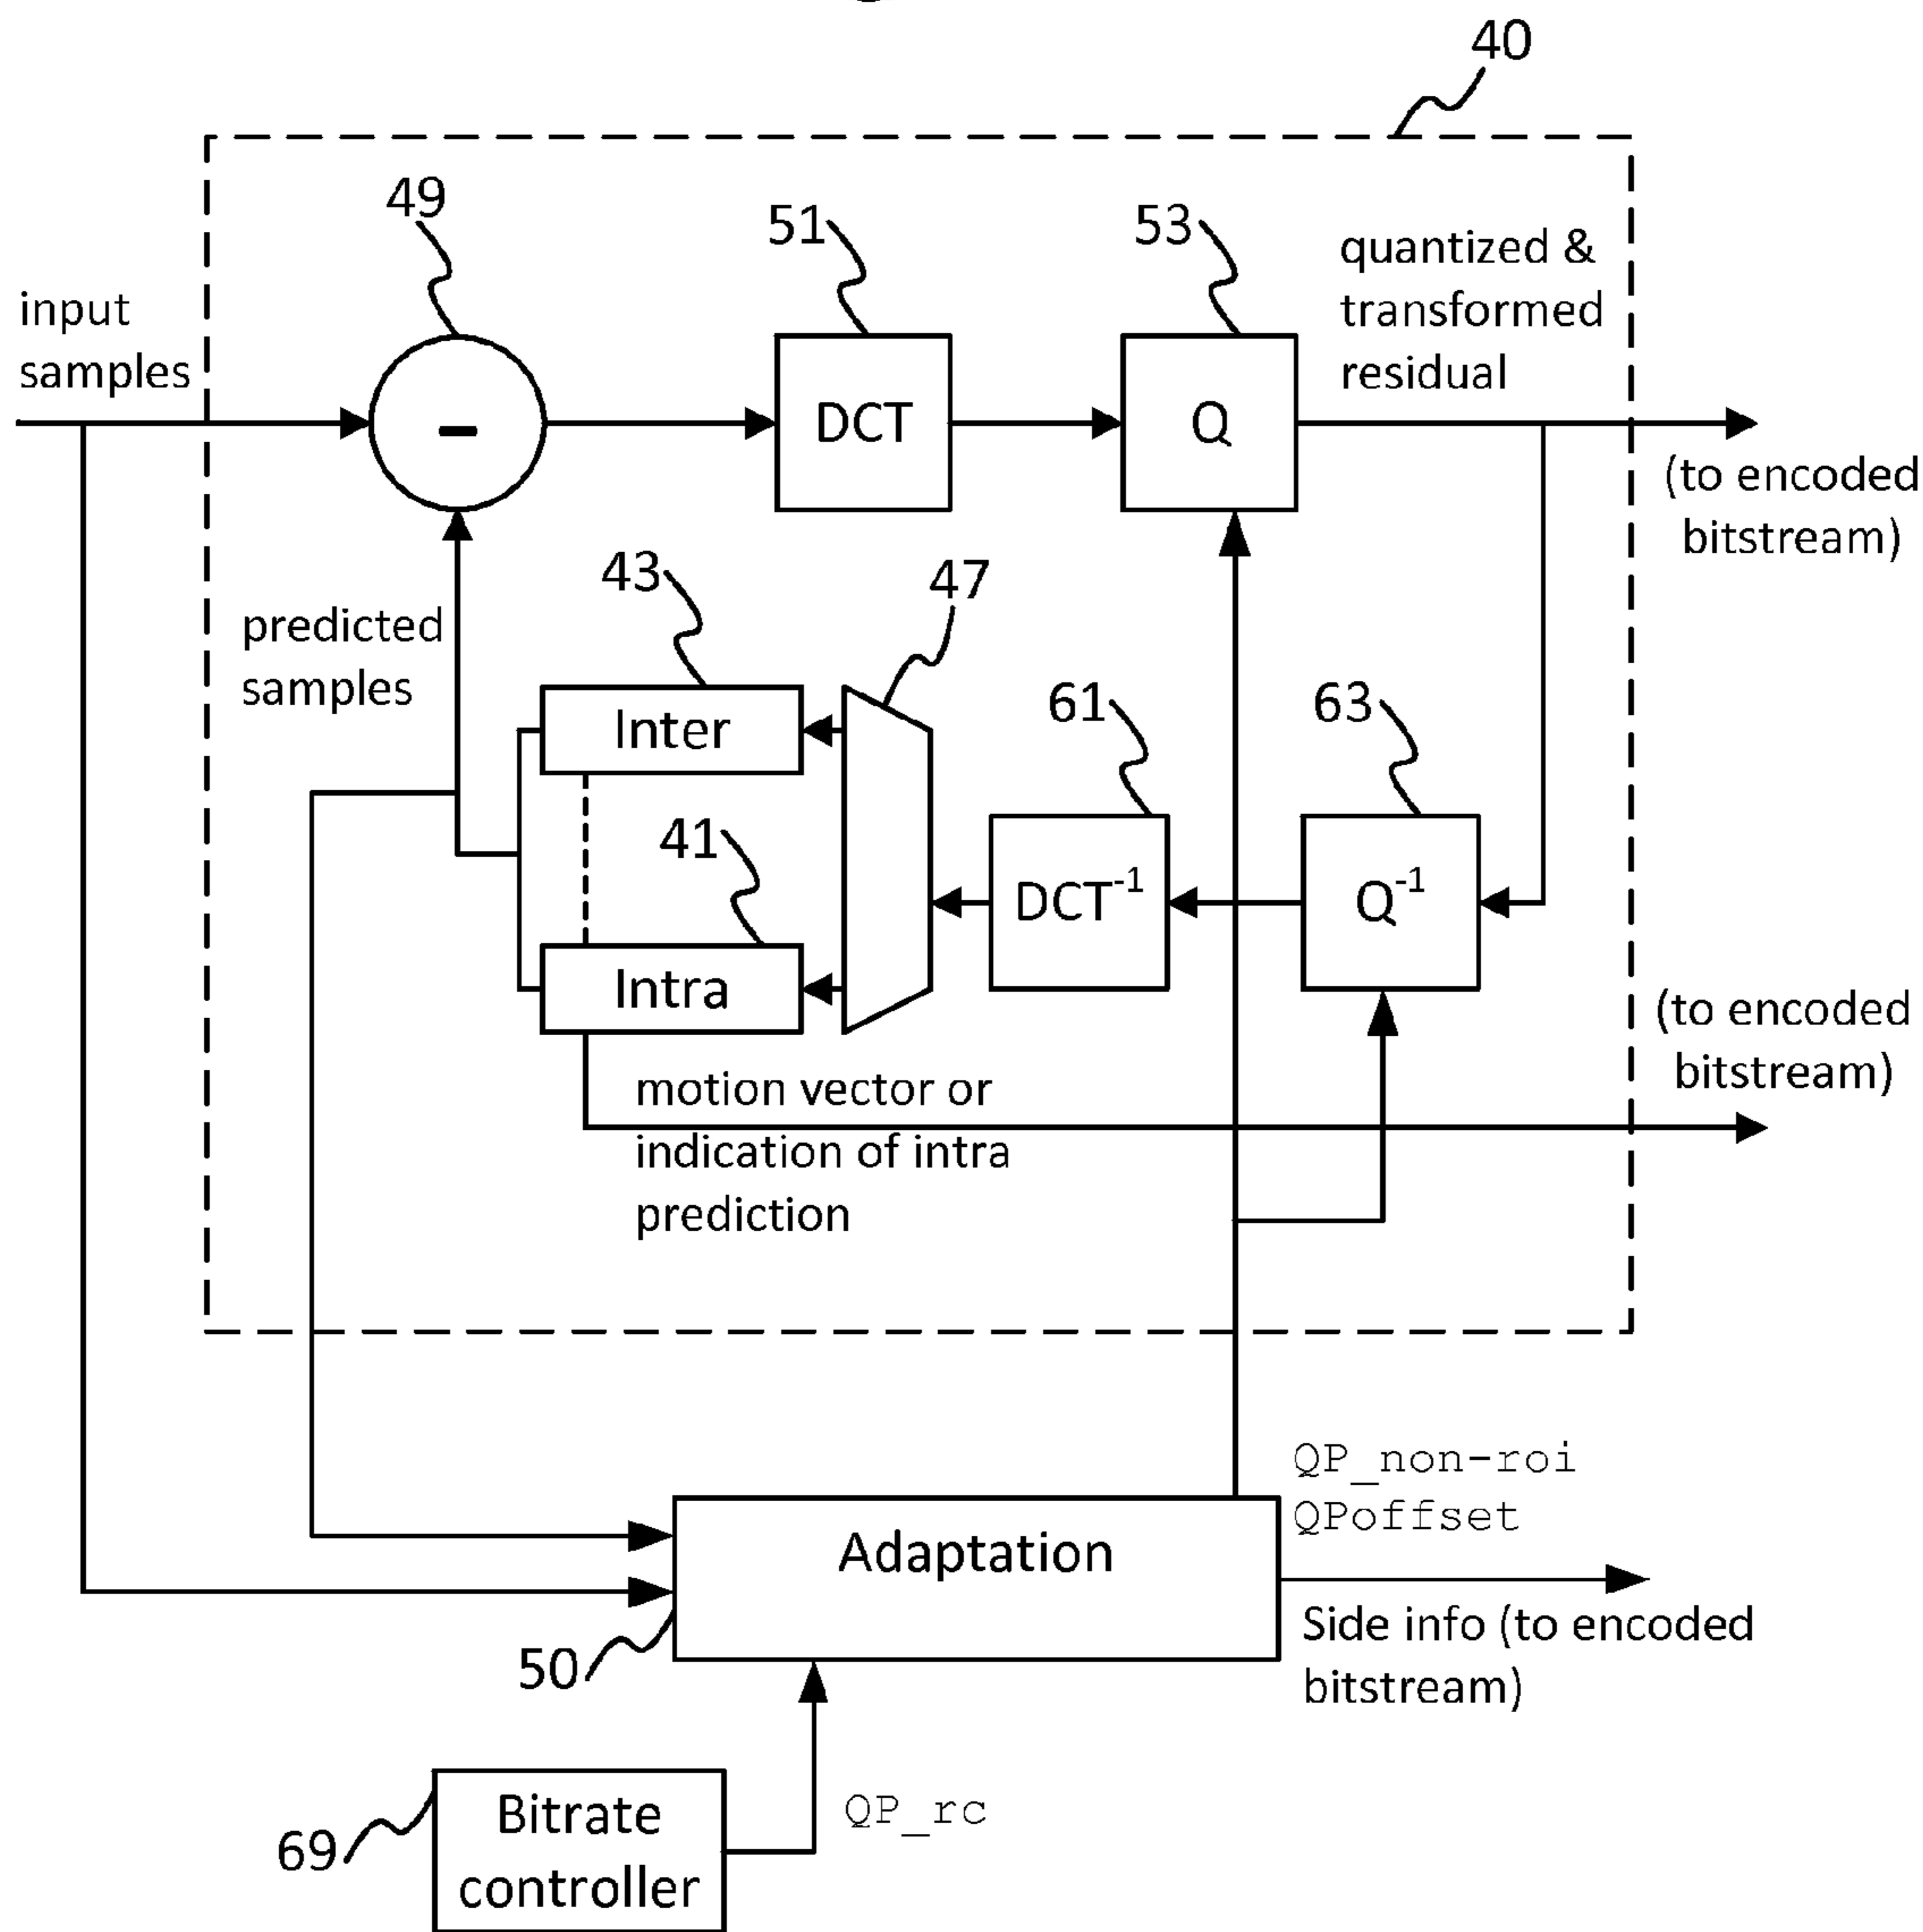 40
49
51
53
input
samples
quantized &
transformed
residual
-
DCT
Q
(to encoded
bitstream)
43
47
predicted
samples
Inter
61
63
41
DCT⁻¹
Q⁻¹
Intra
(to encoded
bitstream)
motion vector or
indication of intra
prediction
QP_non-roi
QPoffset
Adaptation
Side info (to encoded
bitstream)
50
QP_rc
Bitrate
controller
69